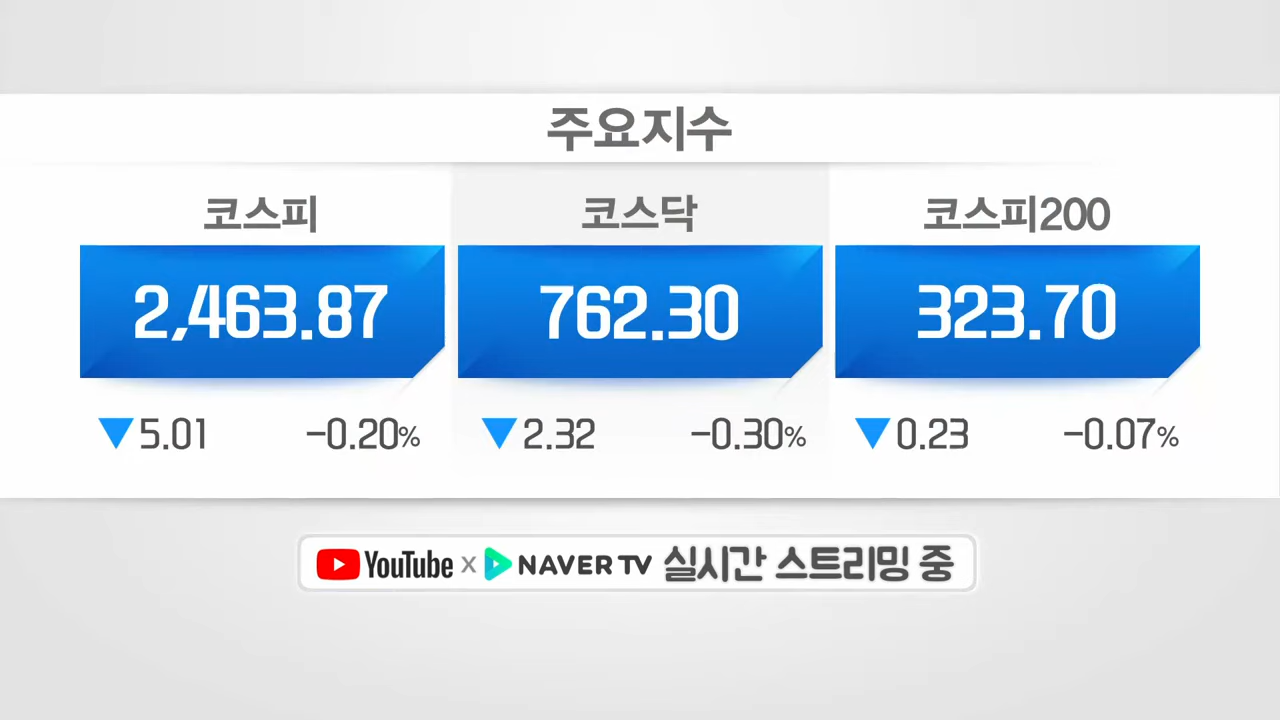 주요지수
코스피 코스닥 코스피200
2,463.87 762.30 323.70
▼5.01 -0.20% ▼2.32 -0.30% ▼0.23 -0.07%
YouTube x NAVER TV 실시간 스트리밍 중